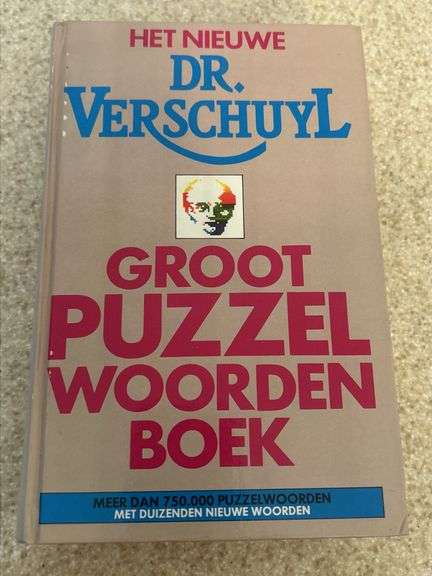 HET NIEUWE
DR.
VERSCHUYL
GROOT
PUZZEL
WOORDEN
BOEK
MEER DAN 750.000 PUZZELWOORDEN
MET DUIZENDEN NIEUWE WOORDEN